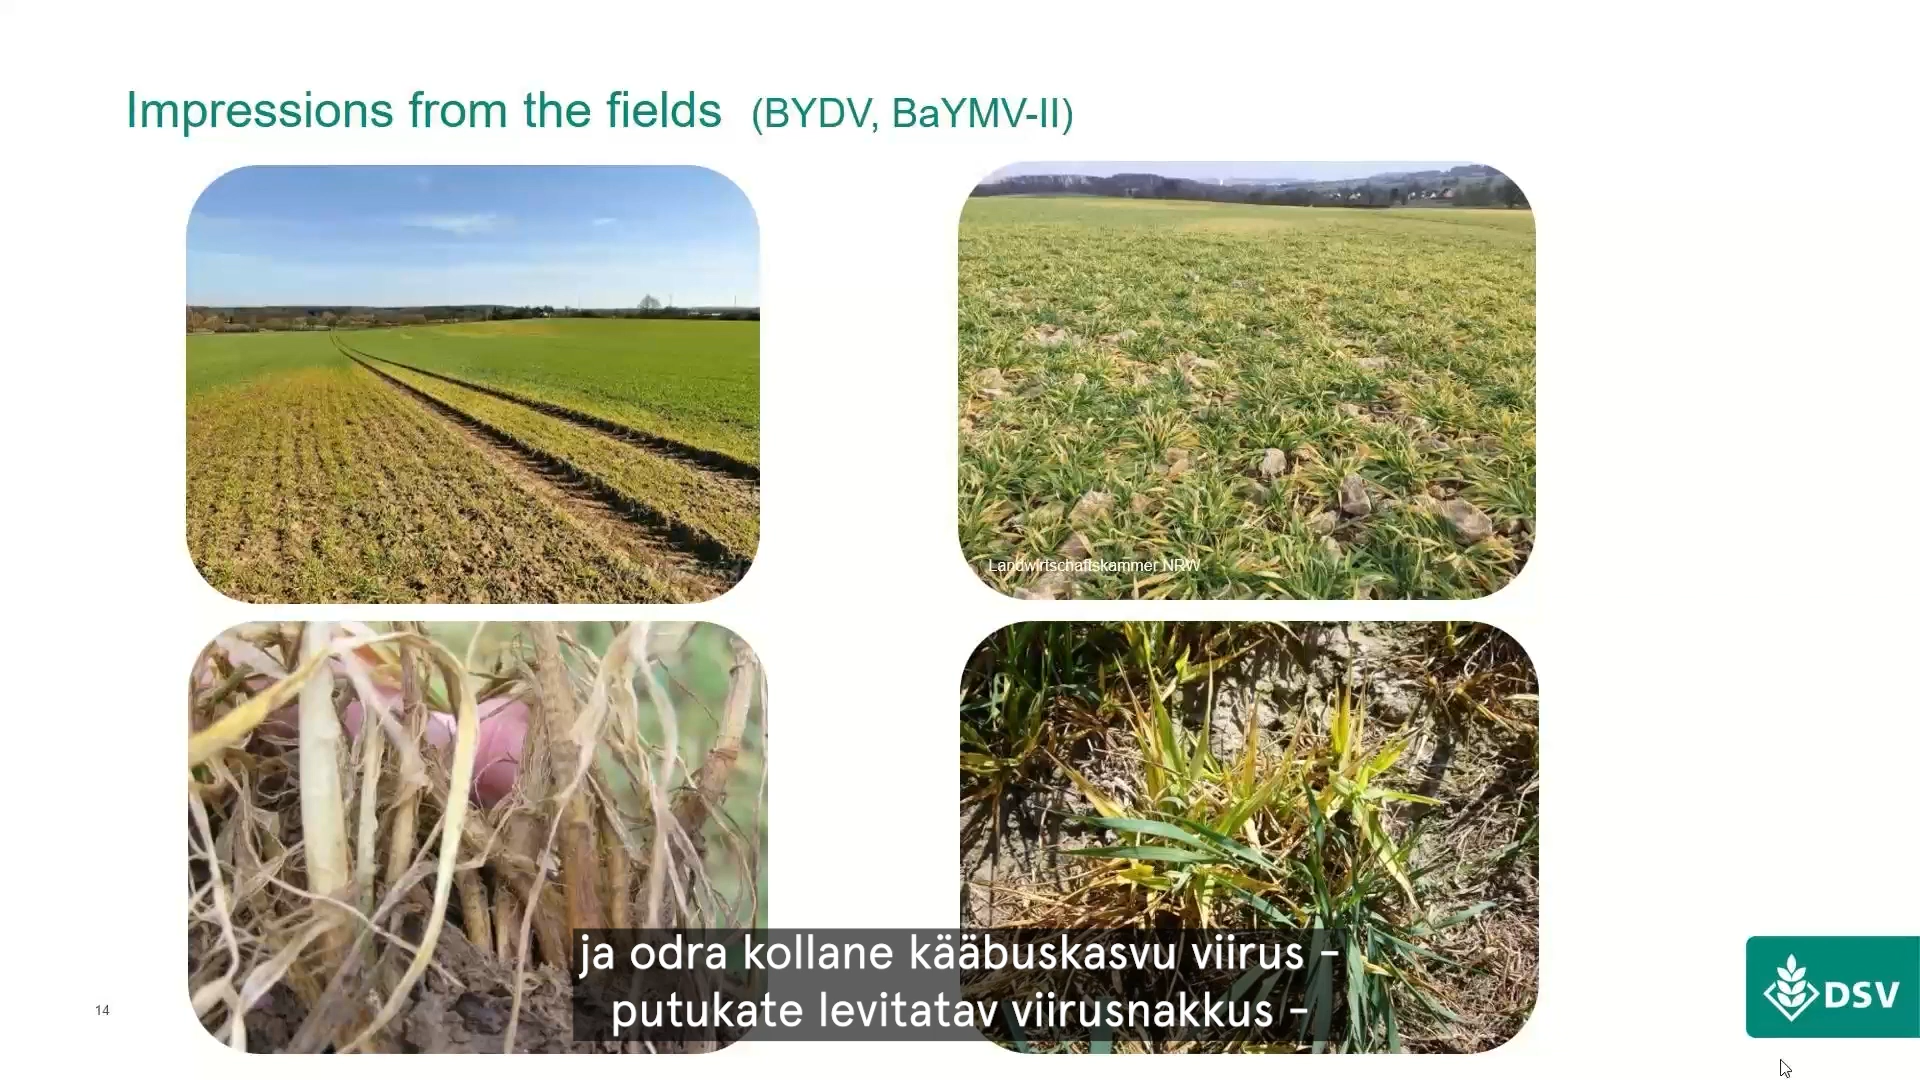 Impressions from the fields (BYDV, BaYMV-II)
Landwirtschaftskammer NRW
ja odra kollane kääbuskasvu viirus -
putukate levitatav viirusnakkus -
14
DSV